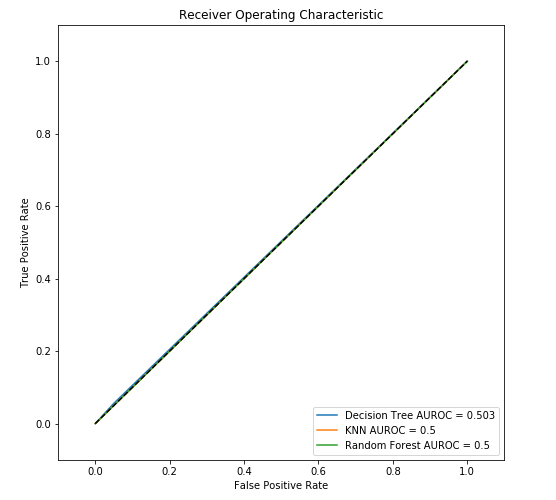 Receiver Operating Characteristic
True Positive Rate
1.0
0.8
0.6
0.4
0.2
0.0
Decision Tree AUROC = 0.503
KNN AUROC = 0.5
Random Forest AUROC = 0.5
0.0 0.2 0.4 0.6 0.8 1.0
False Positive Rate